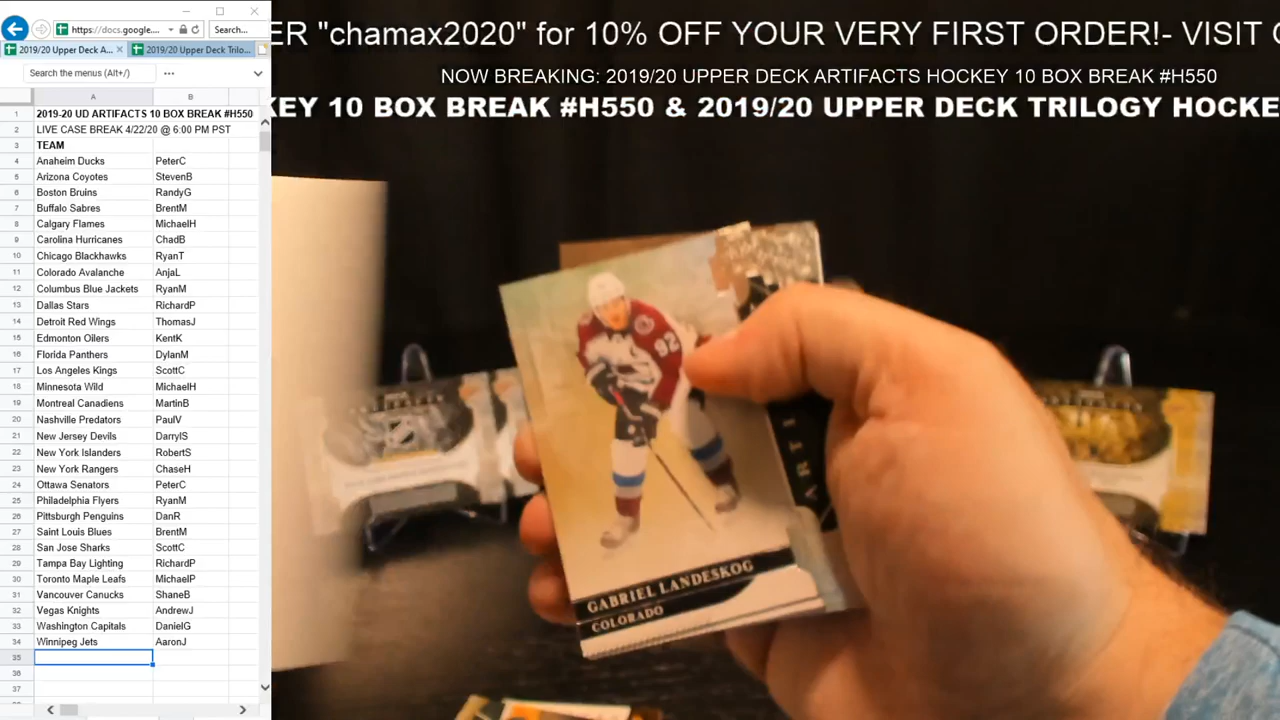 https://docs.google....
Search...
2019/20 Upper Deck A...
2019/20 Upper Deck Trilo...
Search the menus (Alt+/)
A B
1 2019-20 UD ARTIFACTS 10 BOX BREAK #H550
2 LIVE CASE BREAK 4/22/20 @ 6:00 PM PST
3 TEAM
4 Anaheim Ducks PeterC
5 Arizona Coyotes StevenB
6 Boston Bruins RandyG
7 Buffalo Sabres BrentM
8 Calgary Flames MichaelH
9 Carolina Hurricanes ChadB
10 Chicago Blackhawks RyanT
11 Colorado Avalanche AnjaL
12 Columbus Blue Jackets RyanM
13 Dallas Stars RichardP
14 Detroit Red Wings ThomasJ
15 Edmonton Oilers KentK
16 Florida Panthers DylanM
17 Los Angeles Kings ScottC
18 Minnesota Wild MichaelH
19 Montreal Canadiens MartinB
20 Nashville Predators PaulV
21 New Jersey Devils DarrylS
22 New York Islanders RobertS
23 New York Rangers ChaseH
24 Ottawa Senators PeterC
25 Philadelphia Flyers RyanM
26 Pittsburgh Penguins DanR
27 Saint Louis Blues BrentM
28 San Jose Sharks ScottC
29 Tampa Bay Lighting RichardP
30 Toronto Maple Leafs MichaelP
31 Vancouver Canucks ShaneB
32 Vegas Knights AndrewJ
33 Washington Capitals DanielG
34 Winnipeg Jets AaronJ
35
36
37
ER "chamax2020" for 10% OFF YOUR VERY FIRST ORDER!- VISIT
NOW BREAKING: 2019/20 UPPER DECK ARTIFACTS HOCKEY 10 BOX BREAK #H550
KEY 10 BOX BREAK #H550 & 2019/20 UPPER DECK TRILOGY HOCKE
92
ARTI
GABRIEL LANDESKOG
COLORADO